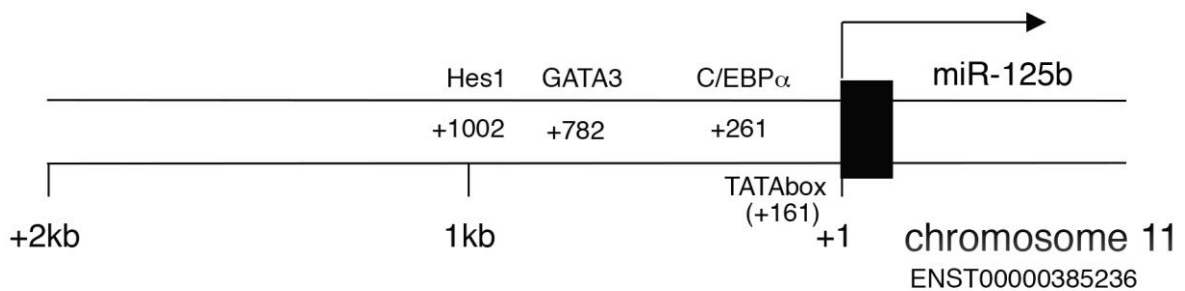 Hes1 GATA3 C/EBPα miR-125b
+1002 +782 +261
TATAbox
(+161)
+2kb 1kb +1 chromosome 11
ENST00000385236